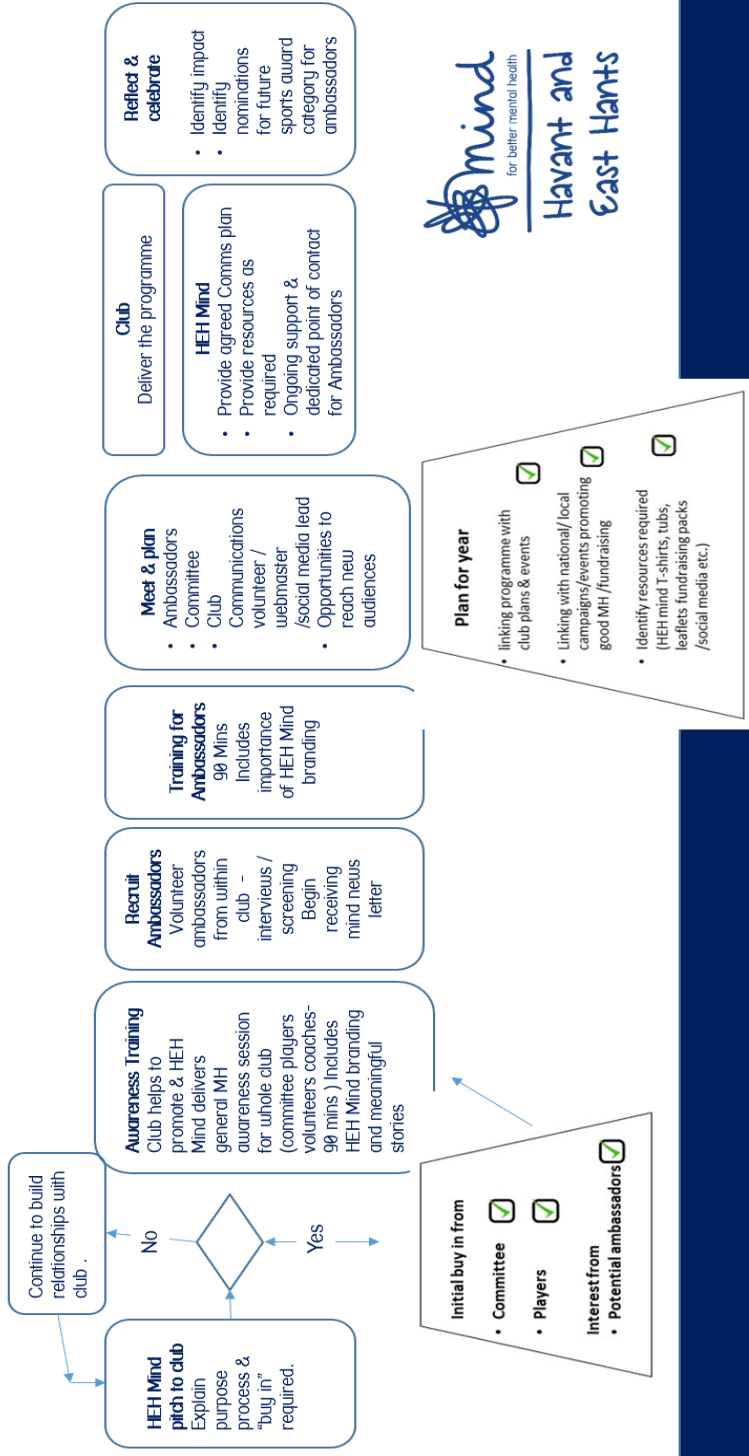 Continue to build
relationships with
club .
HEH Mind
pitch to club
Explain
purpose
process &
“buy in”
required.
No
Yes
Awareness Training
Club helps to
promote & HEH
Mind delivers
general MH
awareness session
for whole club
(committee players
volunteers coaches-
90 mins ) Includes
HEH Mind branding
and meaningful
stories
Recruit
Ambassadors
Volunteer
ambassadors
from within
club -
interviews /
screening
Begin
receiving
mind news
letter
Training for
Ambassadors
90 Mins
Includes
importance
of HEH Mind
branding
Meet & plan
• Ambassadors
• Committee
• Club
Communications
volunteer /
webmaster
/social media lead
• Opportunities to
reach new
audiences
Club
Deliver the programme
HEH Mind
• Provide agreed Comms plan
• Provide resources as
required
• Ongoing support &
dedicated point of contact
for Ambassadors
Reflect &
celebrate
• Identify impact
• Identify
nominations
for future
sports award
category for
ambassadors
Initial buy in from
• Committee
• Players
Interest from
• Potential ambassadors
Plan for year
• linking programme with
club plans & events
• Linking with national/ local
campaigns/events promoting
good MH /fundraising
• Identify resources required
(HEH mind T-shirts, tubs,
leaflets fundraising packs
/social media etc.)
mind
for better mental health
Havant and
East Hants